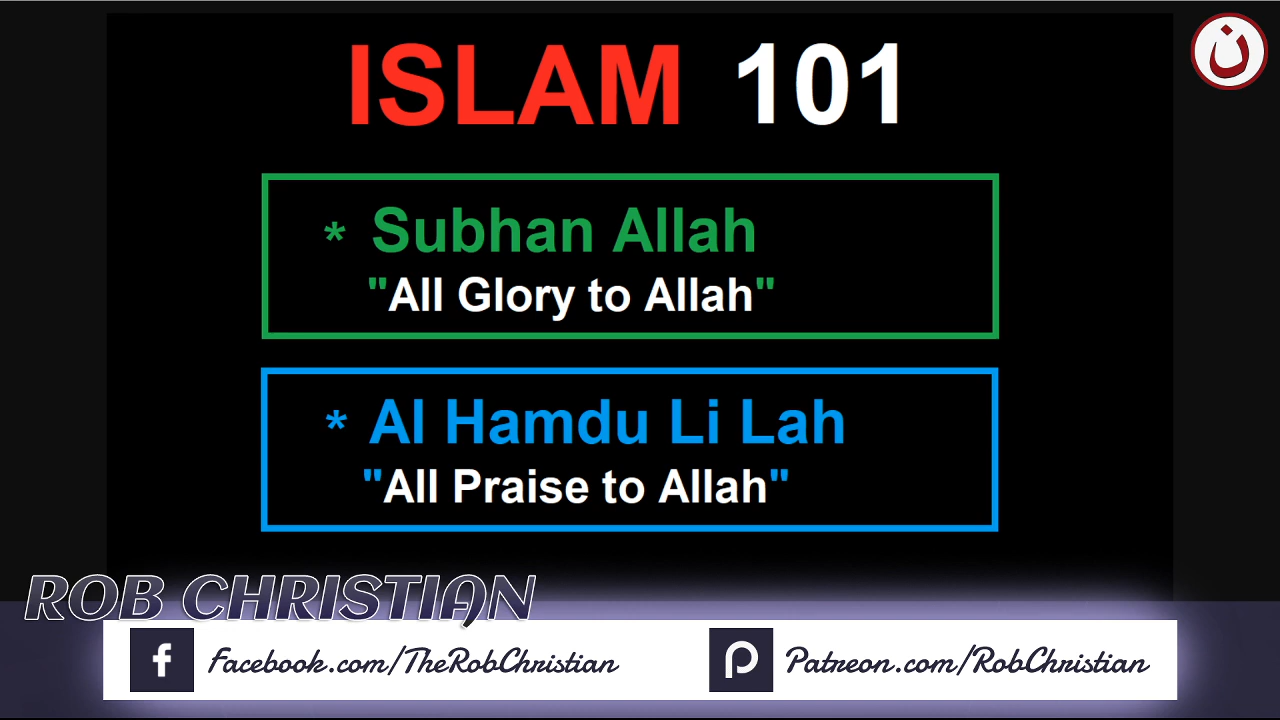 ISLAM 101
ن
* Subhan Allah
"All Glory to Allah"
* Al Hamdu Li Lah
"All Praise to Allah"
ROB CHRISTIAN
f Facebook.com/TheRobChristian
Patreon.com/RobChristian